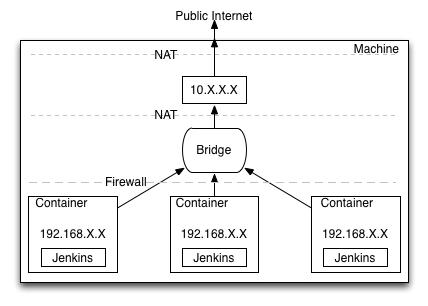 Public Internet
Machine
NAT
10.X.X.X
NAT
Bridge
Firewall
Container Container Container
192.168.X.X 192.168.X.X 192.168.X.X
Jenkins Jenkins Jenkins